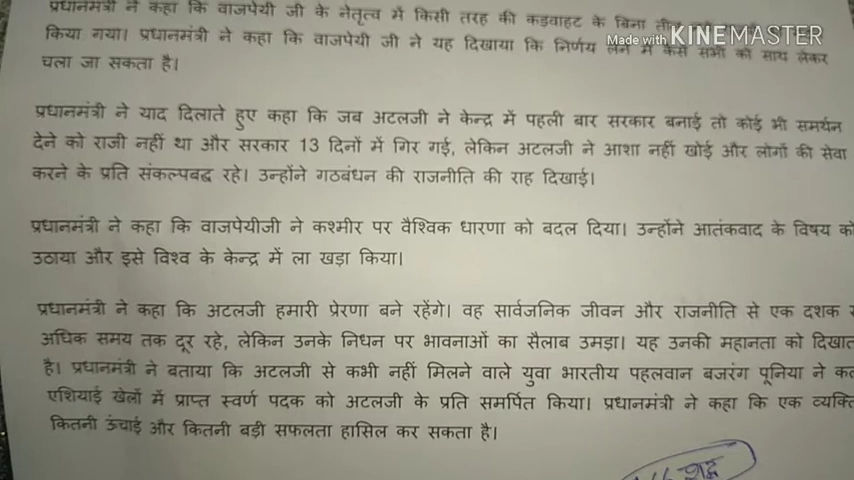 प्रधानमंत्री ने कहा कि वाजपेयी जी के नेतृत्व में किसी तरह की कड़वाहट के बिना
किया गया। प्रधानमंत्री ने कहा कि वाजपेयी जी ने यह दिखाया कि निर्णय लेने में कैसे सभी को साथ लेकर
Made with KINEMASTER
चला जा सकता है।
प्रधानमंत्री ने याद दिलाते हुए कहा कि जब अटलजी ने केन्द्र में पहली बार सरकार बनाई तो कोई भी समर्थन
देने को राजी नहीं था और सरकार 13 दिनों में गिर गई, लेकिन अटलजी ने आशा नहीं खोई और लोगों की सेवा
करने के प्रति संकल्पबद्ध रहे। उन्होंने गठबंधन की राजनीति की राह दिखाई।
प्रधानमंत्री ने कहा कि वाजपेयीजी ने कश्मीर पर वैश्विक धारणा को बदल दिया। उन्होंने आतंकवाद के विषय को
उठाया और इसे विश्व के केन्द्र में ला खड़ा किया।
प्रधानमंत्री ने कहा कि अटलजी हमारी प्रेरणा बने रहेंगे। वह सार्वजनिक जीवन और राजनीति से एक दशक
अधिक समय तक दूर रहे, लेकिन उनके निधन पर भावनाओं का सैलाब उमड़ा। यह उनकी महानता को
है। प्रधानमंत्री ने बताया कि अटलजी से कभी नहीं मिलने वाले युवा भारतीय पहलवान बजरंग पूनिया ने
एशियाई खेलों में प्राप्त स्वर्ण पदक को अटलजी के प्रति समर्पित किया। प्रधानमंत्री ने कहा कि एक व्यक्ति
कितनी ऊंचाई और कितनी बड़ी सफलता हासिल कर सकता है।
शब्द